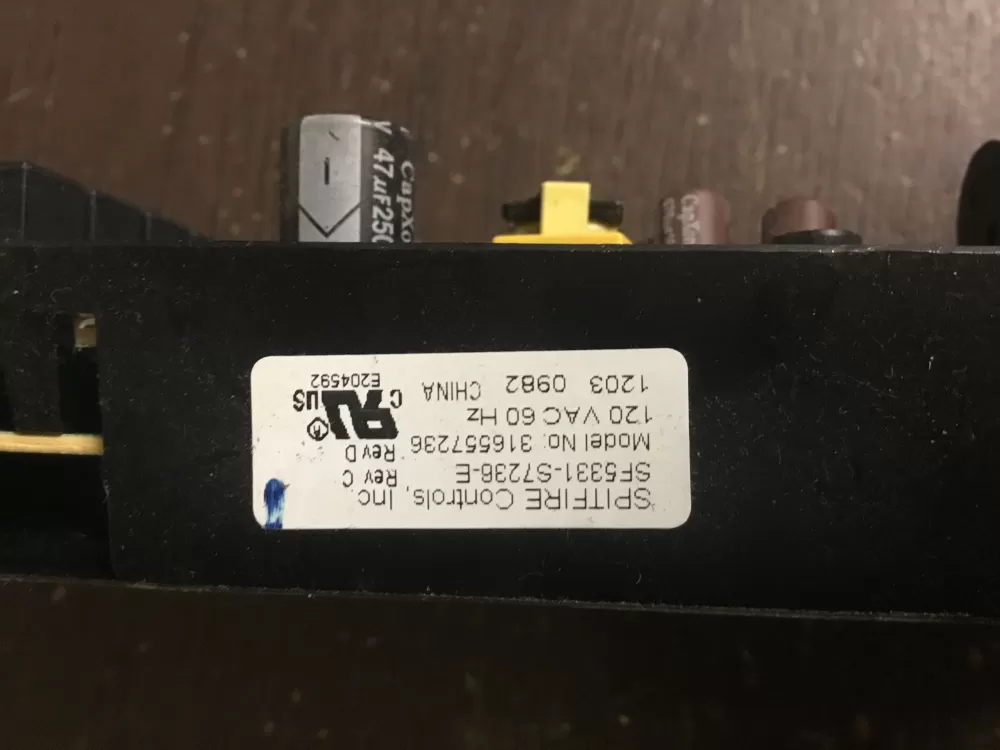 SPITFIRE Controls, Inc.
SF5331-S7236-E Rev C
Model No: 316557236 Rev D
120 VAC 60 Hz
1203 0982 CHINA
C US
E204592
47µF250